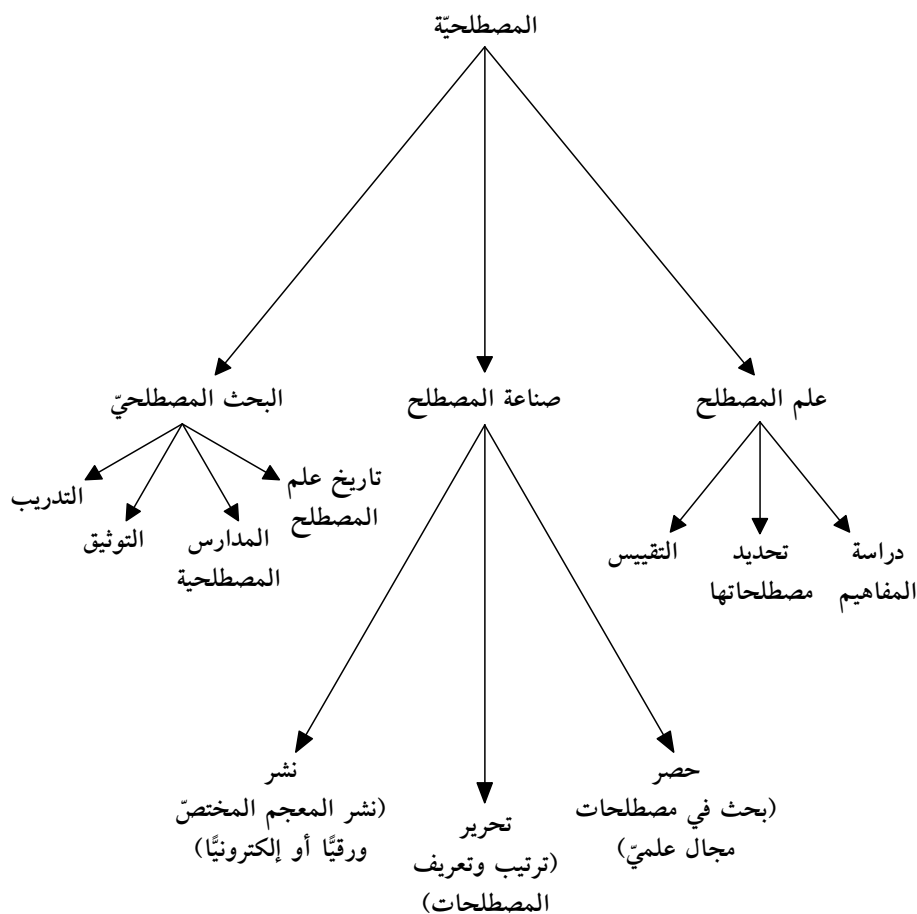 المصطلحيّة
علم المصطلح
صناعة المصطلح
البحث المصطلحيّ
دراسة
المفاهيم
تحديد
مصطلحاتها
التقييس
تاريخ علم
المصطلح
المدارس
المصطلحية
التوثيق
التدريب
حصر
(بحث في مصطلحات
مجال علميّ)
تحرير
(ترتيب وتعريف
المصطلحات)
نشر
(نشر المعجم المختصّ
ورقيًّا أو إلكترونيًّا)